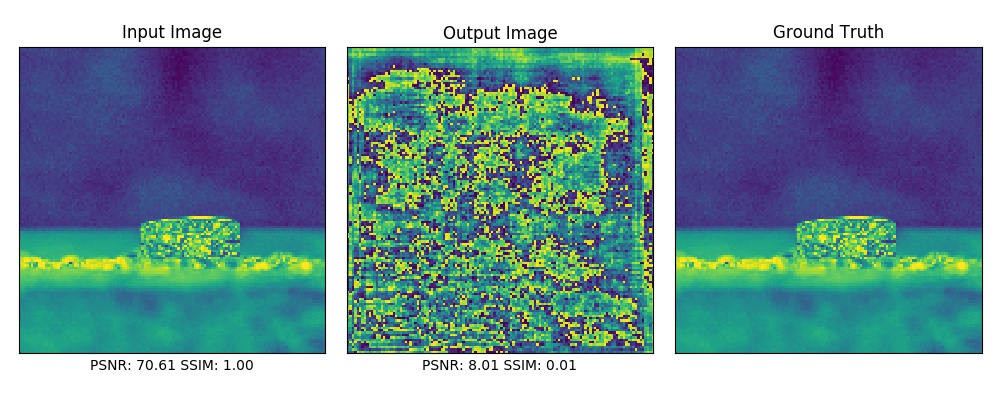 Input Image
Output Image
Ground Truth
PSNR: 70.61 SSIM: 1.00
PSNR: 8.01 SSIM: 0.01